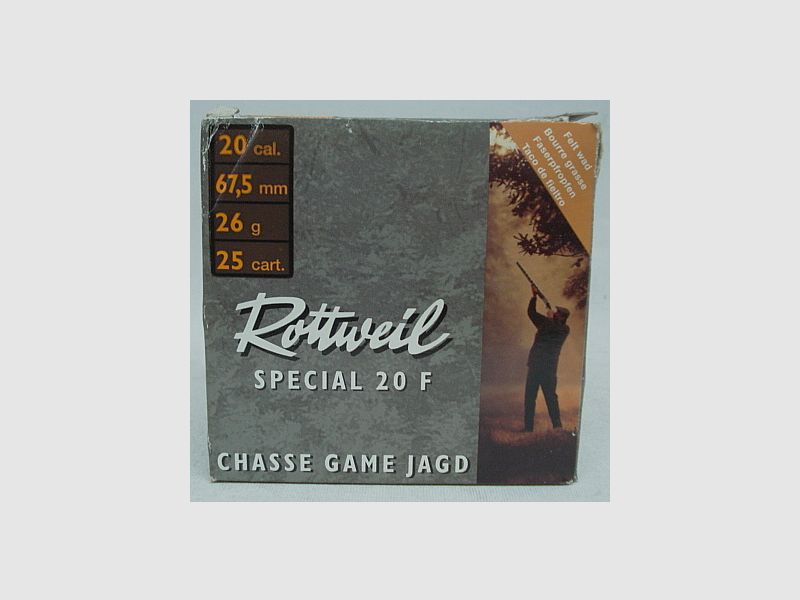 20 cal.
67,5 mm
26 g
25 cart.
Felt wad
Bourre grasse
Faserpfropfen
Taco de fieltro
Rottweil
SPECIAL 20 F
CHASSE GAME JAGD